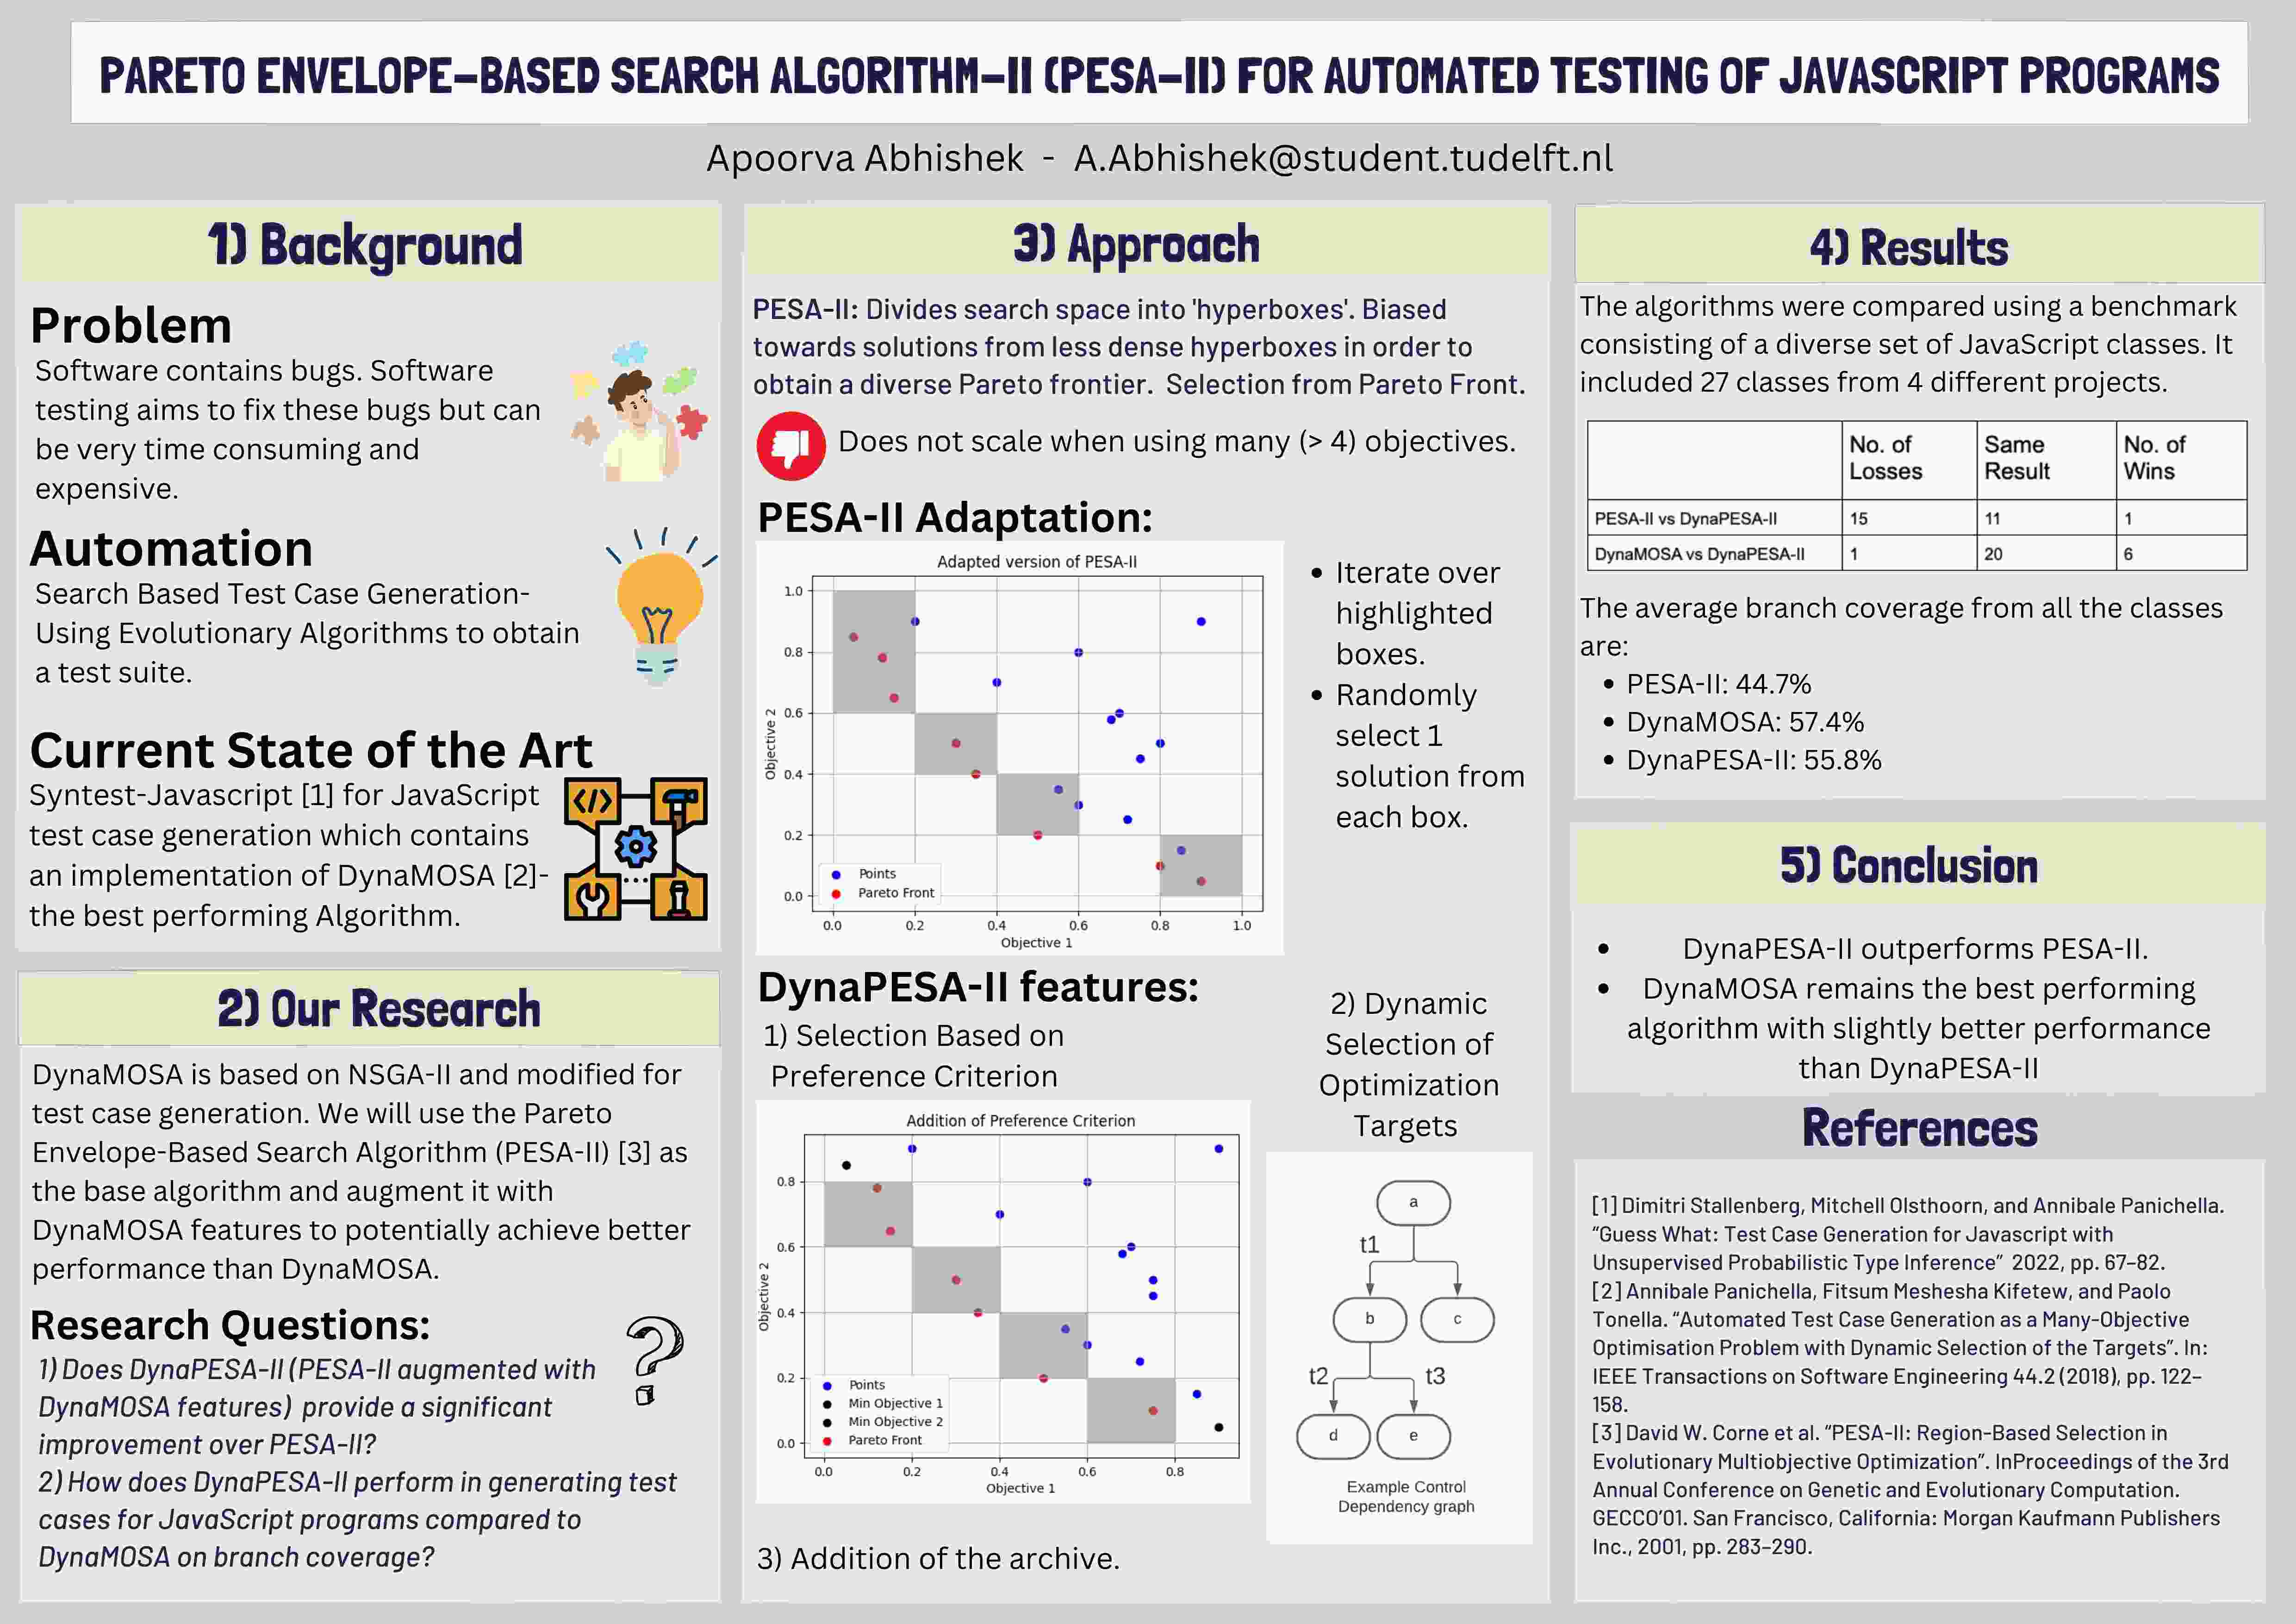 PARETO ENVELOPE-BASED SEARCH ALGORITHM-II (PESA-II) FOR AUTOMATED TESTING OF JAVASCRIPT PROGRAMS
Apoorva Abhishek - A.Abhishek@student.tudelft.nl
1) Background
Problem
Software contains bugs. Software
testing aims to fix these bugs but can
be very time consuming and
expensive.
Automation
Search Based Test Case Generation-
Using Evolutionary Algorithms to obtain
a test suite.
Current State of the Art
Syntest-Javascript [1] for JavaScript
test case generation which contains
an implementation of DynaMOSA [2]-
the best performing Algorithm.
2) Our Research
DynaMOSA is based on NSGA-II and modified for
test case generation. We will use the Pareto
Envelope-Based Search Algorithm (PESA-II) [3] as
the base algorithm and augment it with
DynaMOSA features to potentially achieve better
performance than DynaMOSA.
Research Questions:
1) Does DynaPESA-II (PESA-II augmented with
DynaMOSA features) provide a significant
improvement over PESA-II?
2) How does DynaPESA-II perform in generating test
cases for JavaScript programs compared to
DynaMOSA on branch coverage?
3) Approach
PESA-II: Divides search space into 'hyperboxes'. Biased
towards solutions from less dense hyperboxes in order to
obtain a diverse Pareto frontier. Selection from Pareto Front.
Does not scale when using many (> 4) objectives.
PESA-II Adaptation:
Adapted version of PESA-II
1.0
0.8
0.6
0.4
0.2
0.0
Objective 2
Points
Pareto Front
0.0 0.2 0.4 0.6 0.8 1.0
Objective 1
• Iterate over
highlighted
boxes.
• Randomly
select 1
solution from
each box.
DynaPESA-II features:
1) Selection Based on
Preference Criterion
Addition of Preference Criterion
0.8
0.6
0.4
0.2
0.0
Objective 2
Points
Min Objective 1
Min Objective 2
Pareto Front
0.0 0.2 0.4 0.6 0.8
Objective 1
2) Dynamic
Selection of
Optimization
Targets
a
t1
b c
t2 t3
d e
Example Control
Dependency graph
3) Addition of the archive.
4) Results
The algorithms were compared using a benchmark
consisting of a diverse set of JavaScript classes. It
included 27 classes from 4 different projects.
No. of Losses Same Result No. of Wins
PESA-II vs DynaPESA-II 15 11 1
DynaMOSA vs DynaPESA-II 1 20 6
The average branch coverage from all the classes
are:
• PESA-II: 44.7%
• DynaMOSA: 57.4%
• DynaPESA-II: 55.8%
5) Conclusion
• DynaPESA-II outperforms PESA-II.
• DynaMOSA remains the best performing
algorithm with slightly better performance
than DynaPESA-II
References
[1] Dimitri Stallenberg, Mitchell Olsthoorn, and Annibale Panichella.
“Guess What: Test Case Generation for Javascript with
Unsupervised Probabilistic Type Inference” 2022, pp. 67–82.
[2] Annibale Panichella, Fitsum Meshesha Kifetew, and Paolo
Tonella. “Automated Test Case Generation as a Many-Objective
Optimisation Problem with Dynamic Selection of the Targets”. In:
IEEE Transactions on Software Engineering 44.2 (2018), pp. 122–
158.
[3] David W. Corne et al. “PESA-II: Region-Based Selection in
Evolutionary Multiobjective Optimization”. InProceedings of the 3rd
Annual Conference on Genetic and Evolutionary Computation.
GECCO’01. San Francisco, California: Morgan Kaufmann Publishers
Inc., 2001, pp. 283–290.